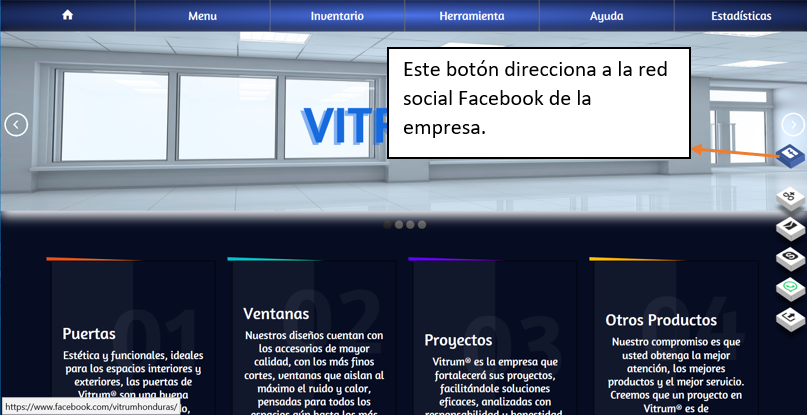 Menu
Inventario
Herramienta
Ayuda
Estadísticas
Este botón direcciona a la red
social Facebook de la
empresa.
01
Puertas
Estética y funcionales, ideales
para los espacios interiores y
exteriores, las puertas de
Vitrum® son una buena
02
Ventanas
Nuestros diseños cuentan con
los accesorios de mayor
calidad, con los más finos
cortes, ventanas que aislan al
máximo el ruido y calor,
pensadas para todos los
espacios aún hasta los más
03
Proyectos
Vitrum® es la empresa que
fortalecerá sus proyectos,
facilitándole soluciones
eficaces, analizadas con
responsabilidad y honestidad
04
Otros Productos
Nuestro compromiso es que
usted obtenga la mejor
atención, los mejores
productos y el mejor servicio.
Creemos que un proyecto en
Vitrum® es de
https://www.facebook.com/vitrumhonduras/